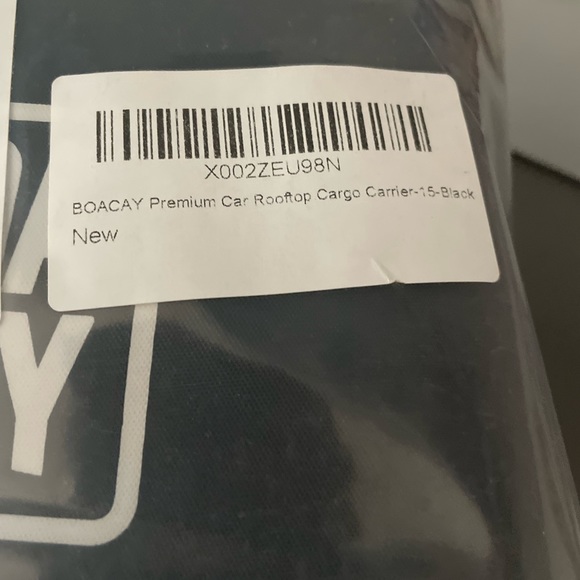 X002ZEU98N
BOACAY Premium Car Rooftop Cargo Carrier-15-Black
New
A
Y